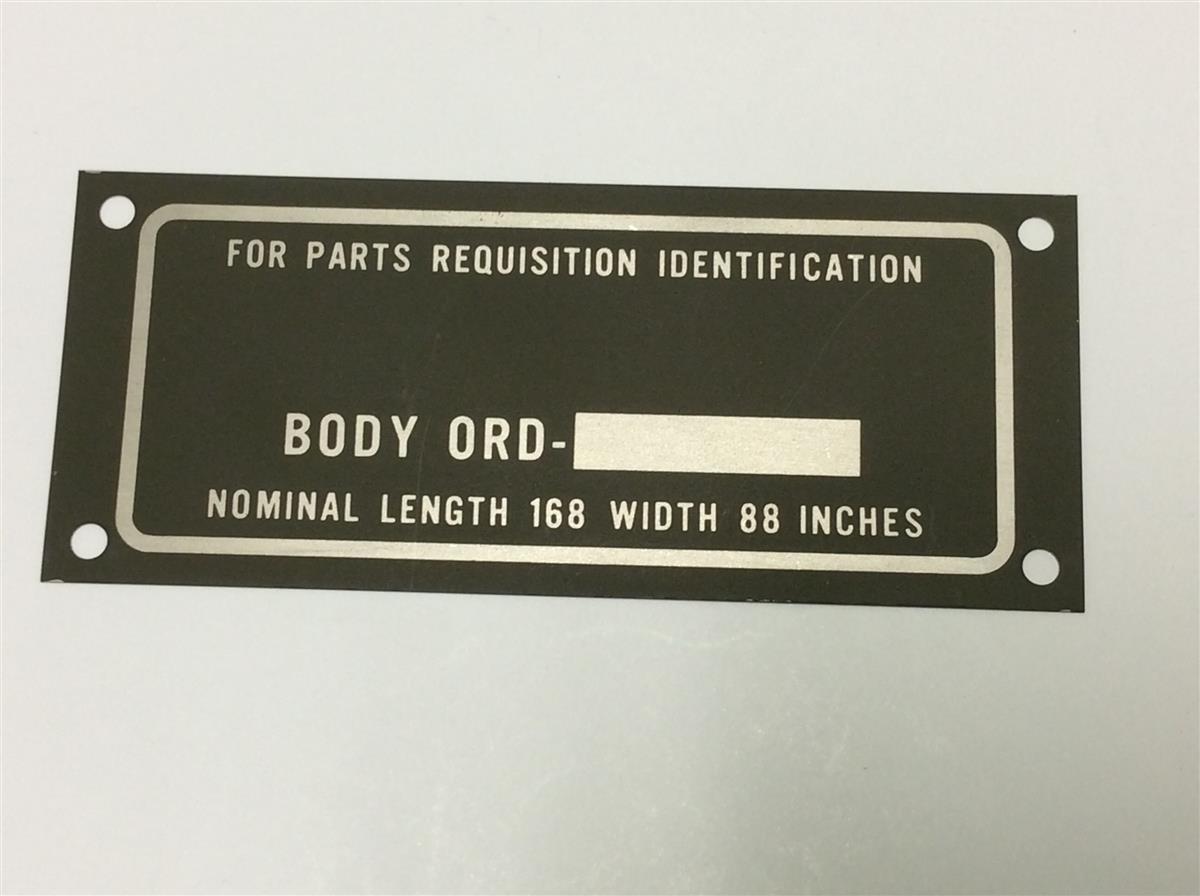 FOR PARTS REQUISITION IDENTIFICATION
BODY ORD-
NOMINAL LENGTH 168 WIDTH 88 INCHES